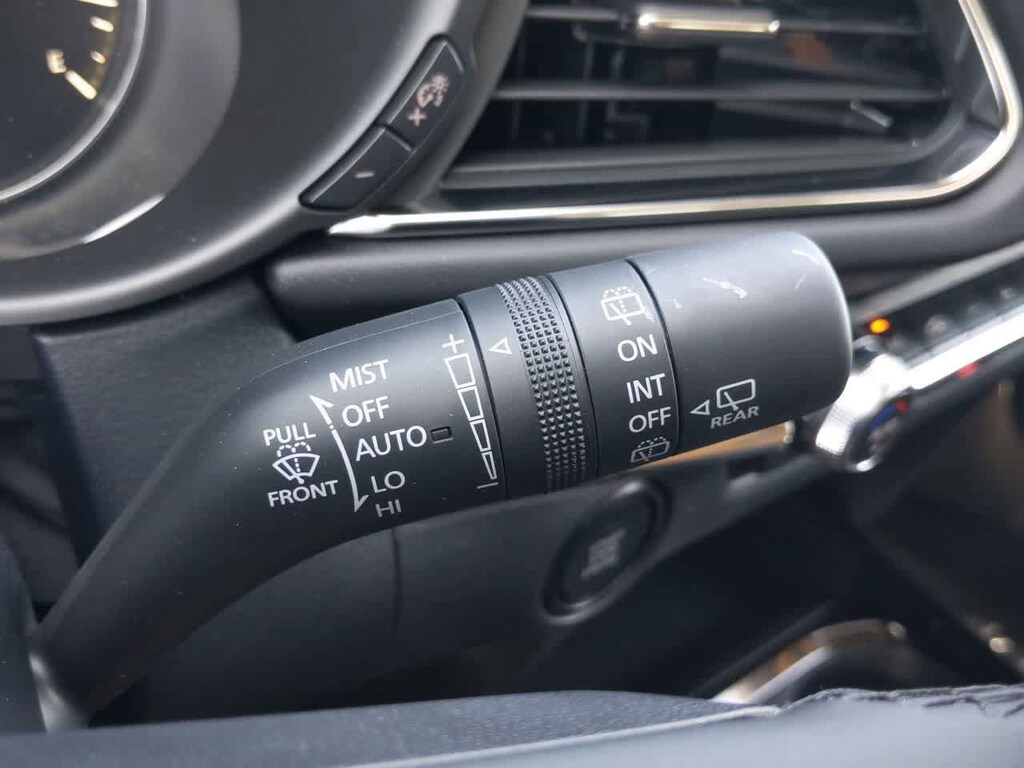 E
+
-
MIST
OFF
AUTO
LO
HI
PULL
FRONT
+
-
ON
INT
OFF
REAR